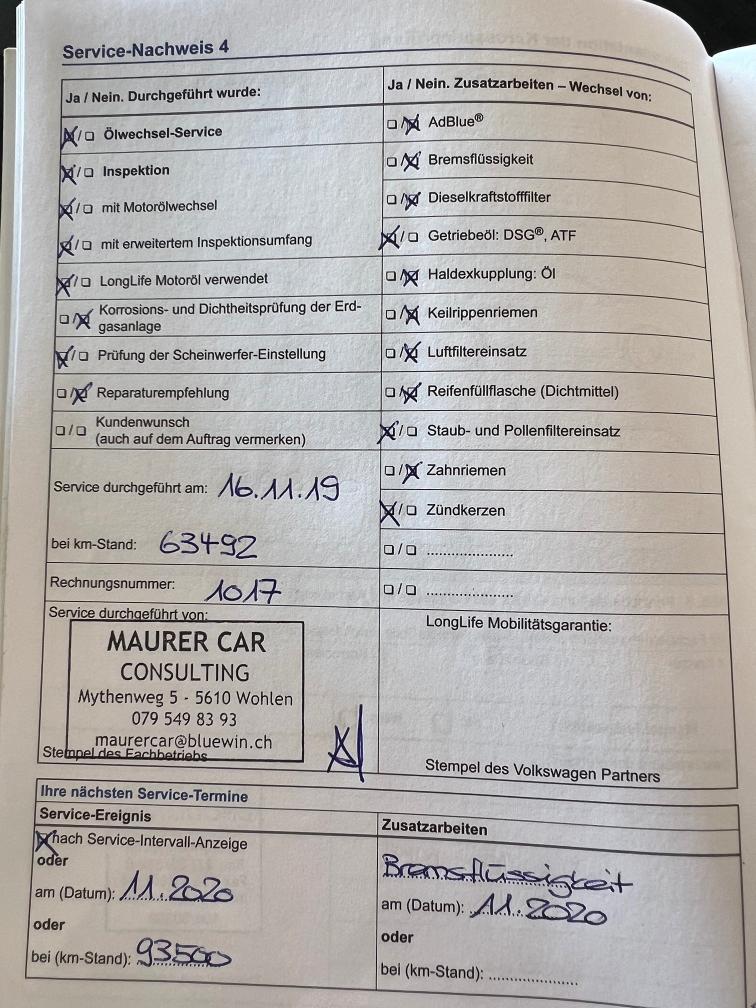 Service-Nachweis 4
Ja / Nein. Durchgeführt wurde:
☒/☐ Ölwechsel-Service
☒/☐ Inspektion
☒/☐ mit Motorölwechsel
☒/☐ mit erweitertem Inspektionsumfang
☒/☐ LongLife Motoröl verwendet
☐/☒ Korrosions- und Dichtheitsprüfung der Erd-
gasanlage
☒/☐ Prüfung der Scheinwerfer-Einstellung
☐/☒ Reparaturempfehlung
☐/☐ Kundenwunsch
(auch auf dem Auftrag vermerken)
Service durchgeführt am: 16.11.19
bei km-Stand: 63492
Rechnungsnummer: 1017
Service durchgeführt von:
MAURER CAR
CONSULTING
Mythenweg 5 - 5610 Wohlen
079 549 83 93
maurercar@bluewin.ch
Stempel des Fachbetriebs
Ja / Nein. Zusatzarbeiten – Wechsel von:
☐/☒ AdBlue®
☐/☒ Bremsflüssigkeit
☐/☒ Dieselkraftstofffilter
☒/☐ Getriebeöl: DSG®, ATF
☐/☒ Haldexkupplung: Öl
☐/☒ Keilrippenriemen
☐/☒ Luftfiltereinsatz
☐/☒ Reifenfüllflasche (Dichtmittel)
☒/☐ Staub- und Pollenfiltereinsatz
☐/☒ Zahnriemen
☒/☐ Zündkerzen
☐/☐ .....................
☐/☐ .....................
LongLife Mobilitätsgarantie:
Stempel des Volkswagen Partners
Ihre nächsten Service-Termine
Service-Ereignis
☒ nach Service-Intervall-Anzeige
oder
am (Datum): 11.2020
oder
bei (km-Stand): 93500
Zusatzarbeiten
Bremsflüssigkeit
am (Datum): 11.2020
oder
bei (km-Stand): .....................